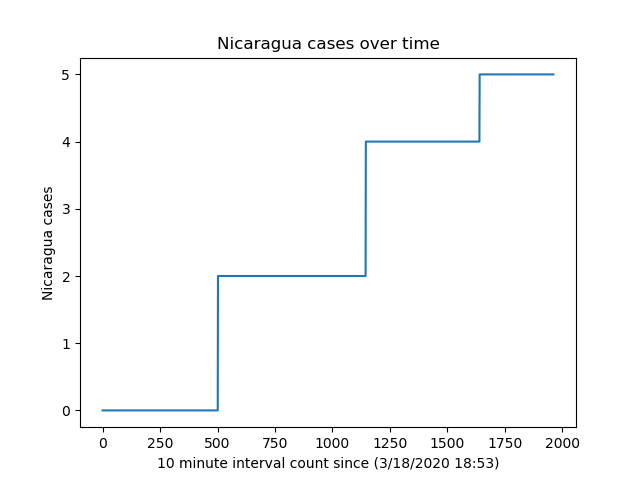 Nicaragua cases over time
5
4
3
2
1
0
Nicaragua cases
0 250 500 750 1000 1250 1500 1750 2000
10 minute interval count since (3/18/2020 18:53)